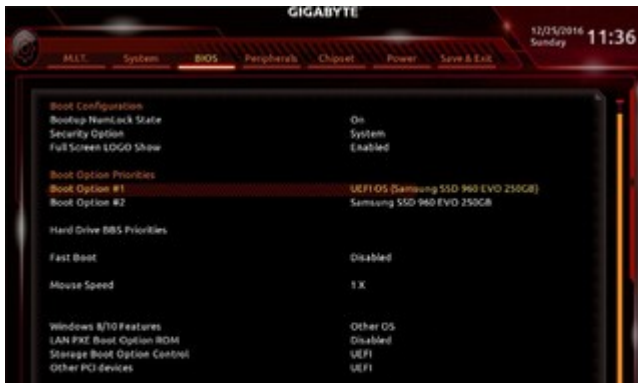 GIGABYTE
12/25/2016
Sunday
11:36
M.I.T.
System
BIOS
Peripherals
Chipset
Power
Save & Exit
Boot Configuration
Bootup NumLock State On
Security Option System
Full Screen LOGO Show Enabled
Boot Option Priorities
Boot Option #1 UEFI OS (Samsung SSD 960 EVO 250GB)
Boot Option #2 Samsung SSD 960 EVO 250GB
Hard Drive BBS Priorities
Fast Boot Disabled
Mouse Speed 1 X
Windows 8/10 Features Other OS
LAN PXE Boot Option ROM Disabled
Storage Boot Option Control UEFI
Other PCI devices UEFI